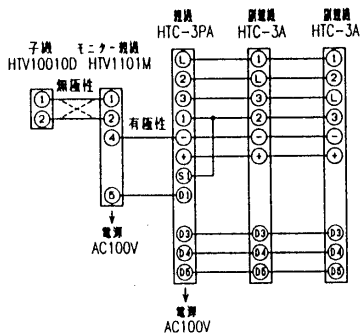 親機 副親機 副親機
HTC-3PA HTC-3A HTC-3A
子機 モニター親機
HTV10010D HTV1101M
無極性
有極性
1 1
2 2
4
5
L 1 1
2 L 2
3 3 L
1 2 3
- - -
+ + +
S1
D1
D3 D3 D3
D4 D4 D4
D5 D5 D5
電源
AC100V
電源
AC100V